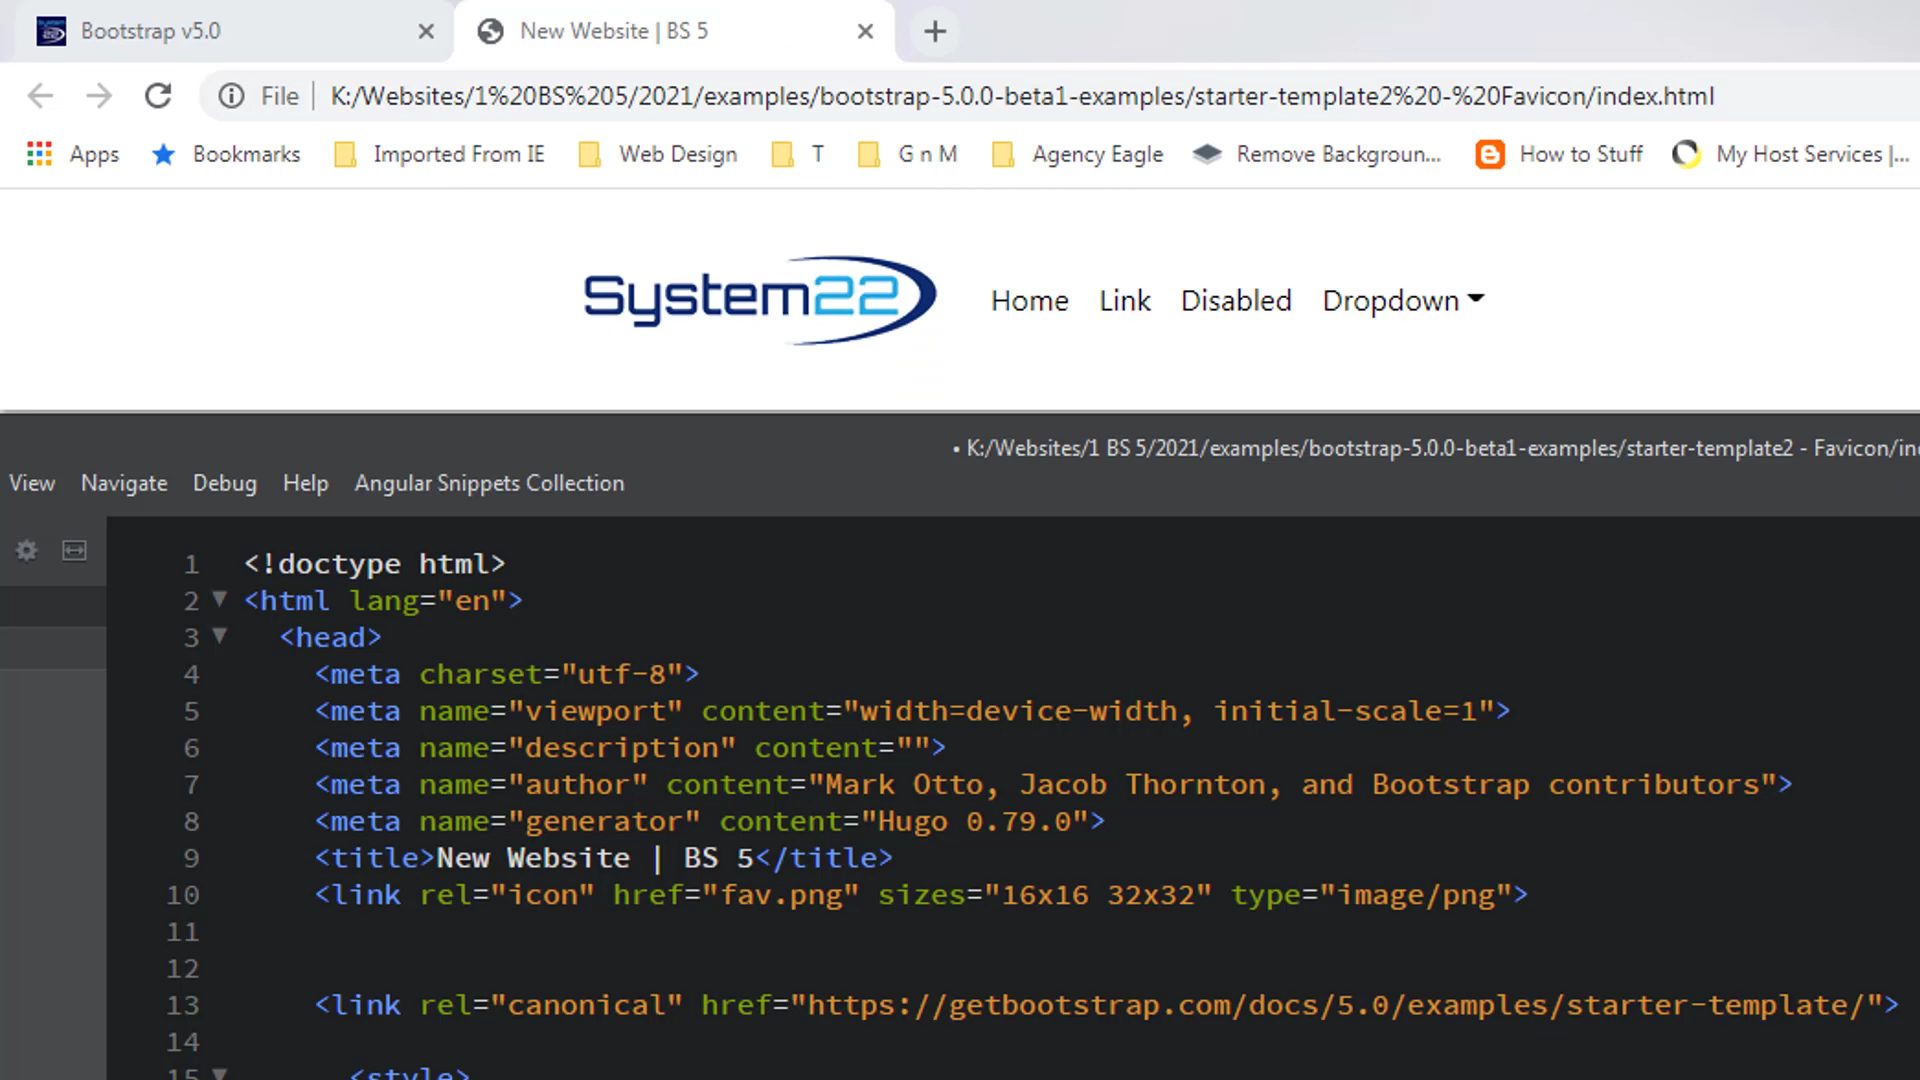 Bootstrap v5.0
New Website | BS 5
File | K:/Websites/1%20BS%205/2021/examples/bootstrap-5.0.0-beta1-examples/starter-template2%20-%20Favicon/index.html
Apps Bookmarks Imported From IE Web Design T G n M Agency Eagle Remove Backgroun... How to Stuff My Host Services |...
System22 Home Link Disabled Dropdown
• K:/Websites/1 BS 5/2021/examples/bootstrap-5.0.0-beta1-examples/starter-template2 - Favicon/in
View Navigate Debug Help Angular Snippets Collection
1 <!doctype html>
2 <html lang="en">
3 <head>
4 <meta charset="utf-8">
5 <meta name="viewport" content="width=device-width, initial-scale=1">
6 <meta name="description" content="">
7 <meta name="author" content="Mark Otto, Jacob Thornton, and Bootstrap contributors">
8 <meta name="generator" content="Hugo 0.79.0">
9 <title>New Website | BS 5</title>
10 <link rel="icon" href="fav.png" sizes="16x16 32x32" type="image/png">
11
12
13 <link rel="canonical" href="https://getbootstrap.com/docs/5.0/examples/starter-template/">
14
15 <style>